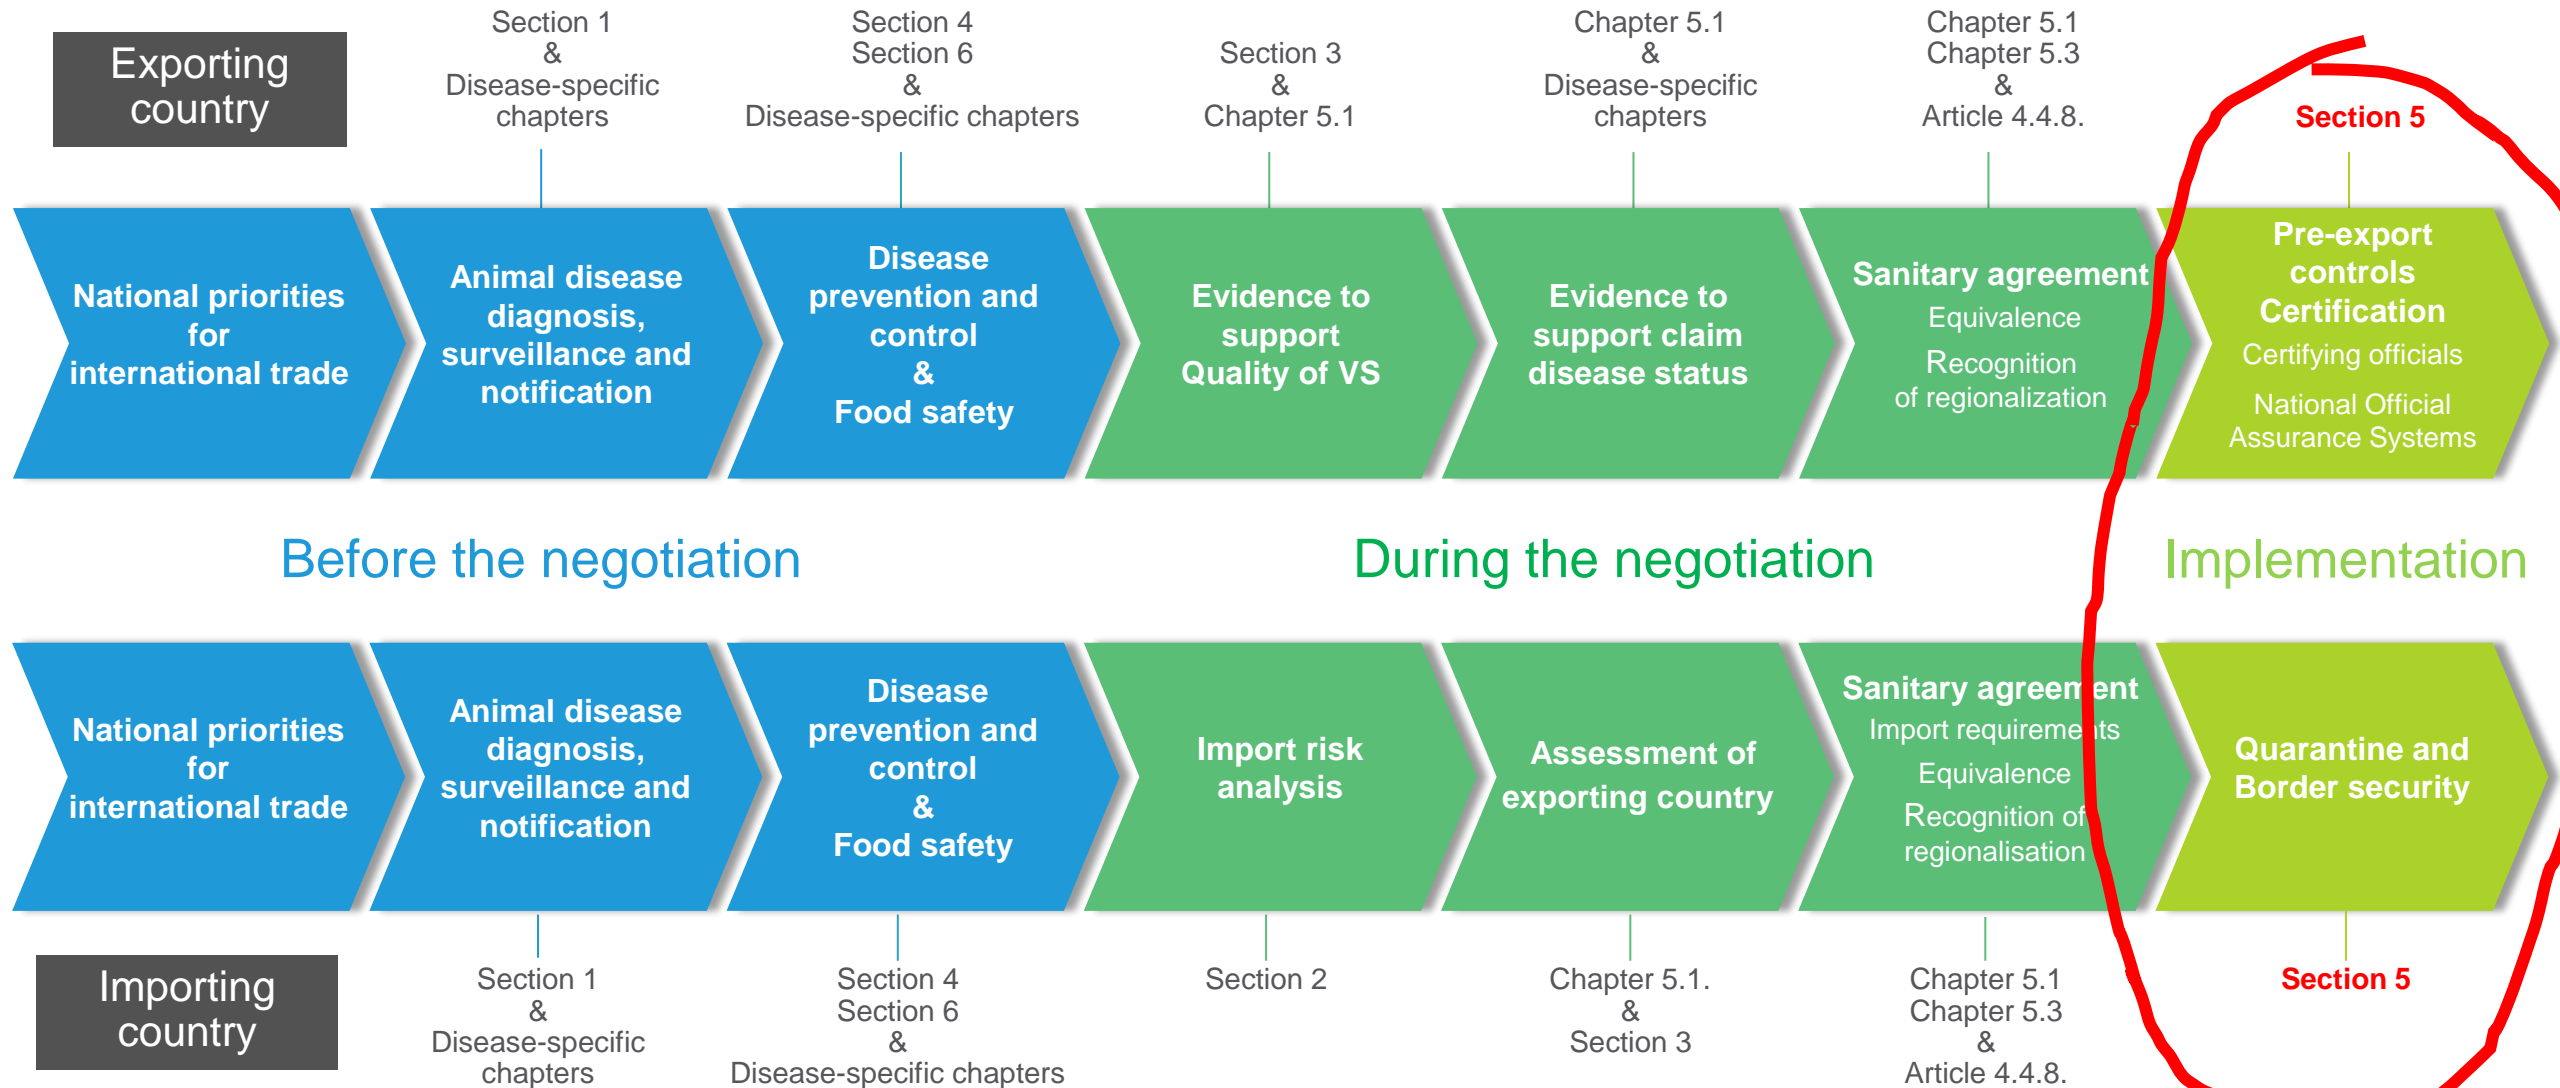 Exporting
country
Section 1
&
Disease-specific
chapters
Section 4
Section 6
&
Disease-specific chapters
Section 3
&
Chapter 5.1
Chapter 5.1
&
Disease-specific
chapters
Chapter 5.1
Chapter 5.3
&
Article 4.4.8.
Section 5
National priorities
for
international trade
Animal disease
diagnosis,
surveillance and
notification
Disease
prevention and
control
&
Food safety
Evidence to
support
Quality of VS
Evidence to
support claim
disease status
Sanitary agreement
Equivalence
Recognition
of regionalization
Pre-export
controls
Certification
Certifying officials
National Official
Assurance Systems
Before the negotiation
During the negotiation
Implementation
National priorities
for
international trade
Animal disease
diagnosis,
surveillance and
notification
Disease
prevention and
control
&
Food safety
Import risk
analysis
Assessment of
exporting country
Sanitary agreement
Import requirements
Equivalence
Recognition of
regionalisation
Quarantine and
Border security
Importing
country
Section 1
&
Disease-specific
chapters
Section 4
Section 6
&
Disease-specific chapters
Section 2
Chapter 5.1.
&
Section 3
Chapter 5.1
Chapter 5.3
&
Article 4.4.8.
Section 5